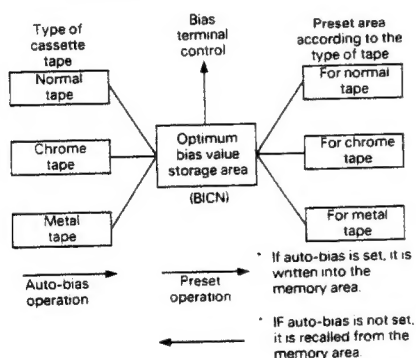 Type of
cassette
tape
Normal
tape
Chrome
tape
Metal
tape
Bias
terminal
control
Optimum
bias value
storage area
(BICN)
Preset area
according to the
type of tape
For normal
tape
For chrome
tape
For metal
tape
Auto-bias
operation
Preset
operation
* If auto-bias is set, it is
written into the
memory area.
* IF auto-bias is not set,
it is recalled from the
memory area.